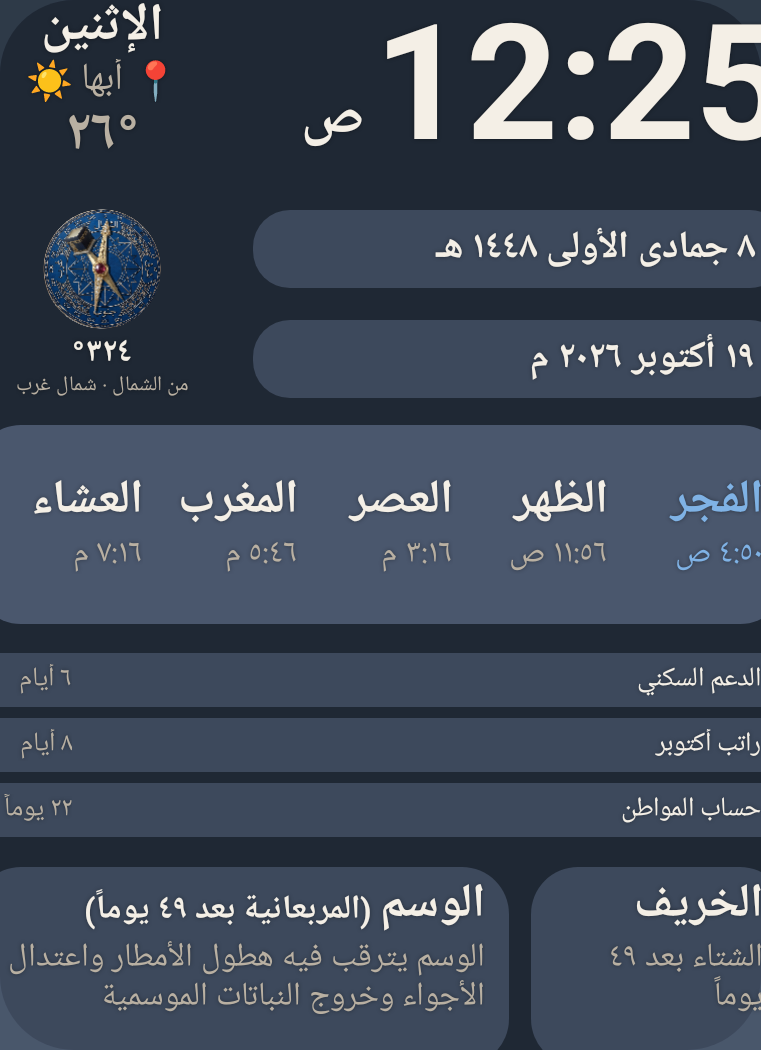 12:25 ص
الإثنين
أبها
٢٦°
٨ جمادى الأولى ١٤٤٨ هـ
١٩ أكتوبر ٢٠٢٦ م
٣٢٤°
من الشمال · شمال غرب
الفجر الظهر العصر المغرب العشاء
٤:٥٠ ص ١١:٥٦ ص ٣:١٦ م ٥:٤٦ م ٧:١٦ م
الدعم السكني ٦ أيام
راتب أكتوبر ٨ أيام
حساب المواطن ٢٢ يوماً
الخريف
الشتاء بعد ٤٩
يوماً
الوسم (المربعانية بعد ٤٩ يوماً)
الوسم يترقب فيه هطول الأمطار واعتدال
الأجواء وخروج النباتات الموسمية